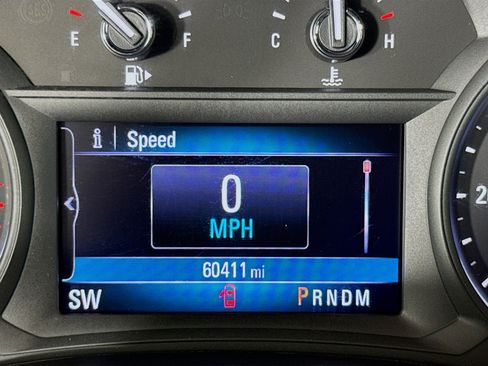 E F C H
i Speed
0
MPH
60411 mi
SW PRNDM